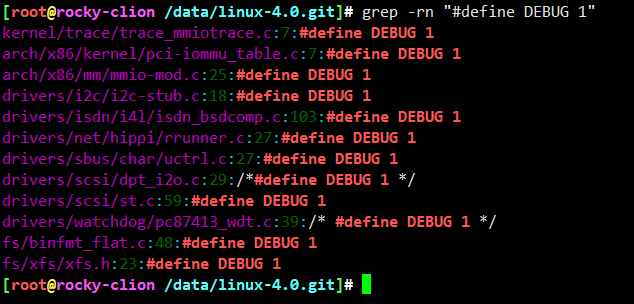 [root@rocky-clion /data/linux-4.0.git]# grep -rn "#define DEBUG 1"
kernel/trace/trace_mmiotrace.c:7:#define DEBUG 1
arch/x86/kernel/pci-iommu_table.c:7:#define DEBUG 1
arch/x86/mm/mmio-mod.c:25:#define DEBUG 1
drivers/i2c/i2c-stub.c:18:#define DEBUG 1
drivers/isdn/i4l/isdn_bsdcomp.c:103:#define DEBUG 1
drivers/net/hippi/rrunner.c:27:#define DEBUG 1
drivers/sbus/char/uctrl.c:27:#define DEBUG 1
drivers/scsi/dpt_i2o.c:29:/*#define DEBUG 1 */
drivers/scsi/st.c:59:#define DEBUG 1
drivers/watchdog/pc87413_wdt.c:39:/* #define DEBUG 1 */
fs/binfmt_flat.c:48:#define DEBUG 1
fs/xfs/xfs.h:23:#define DEBUG 1
[root@rocky-clion /data/linux-4.0.git]#